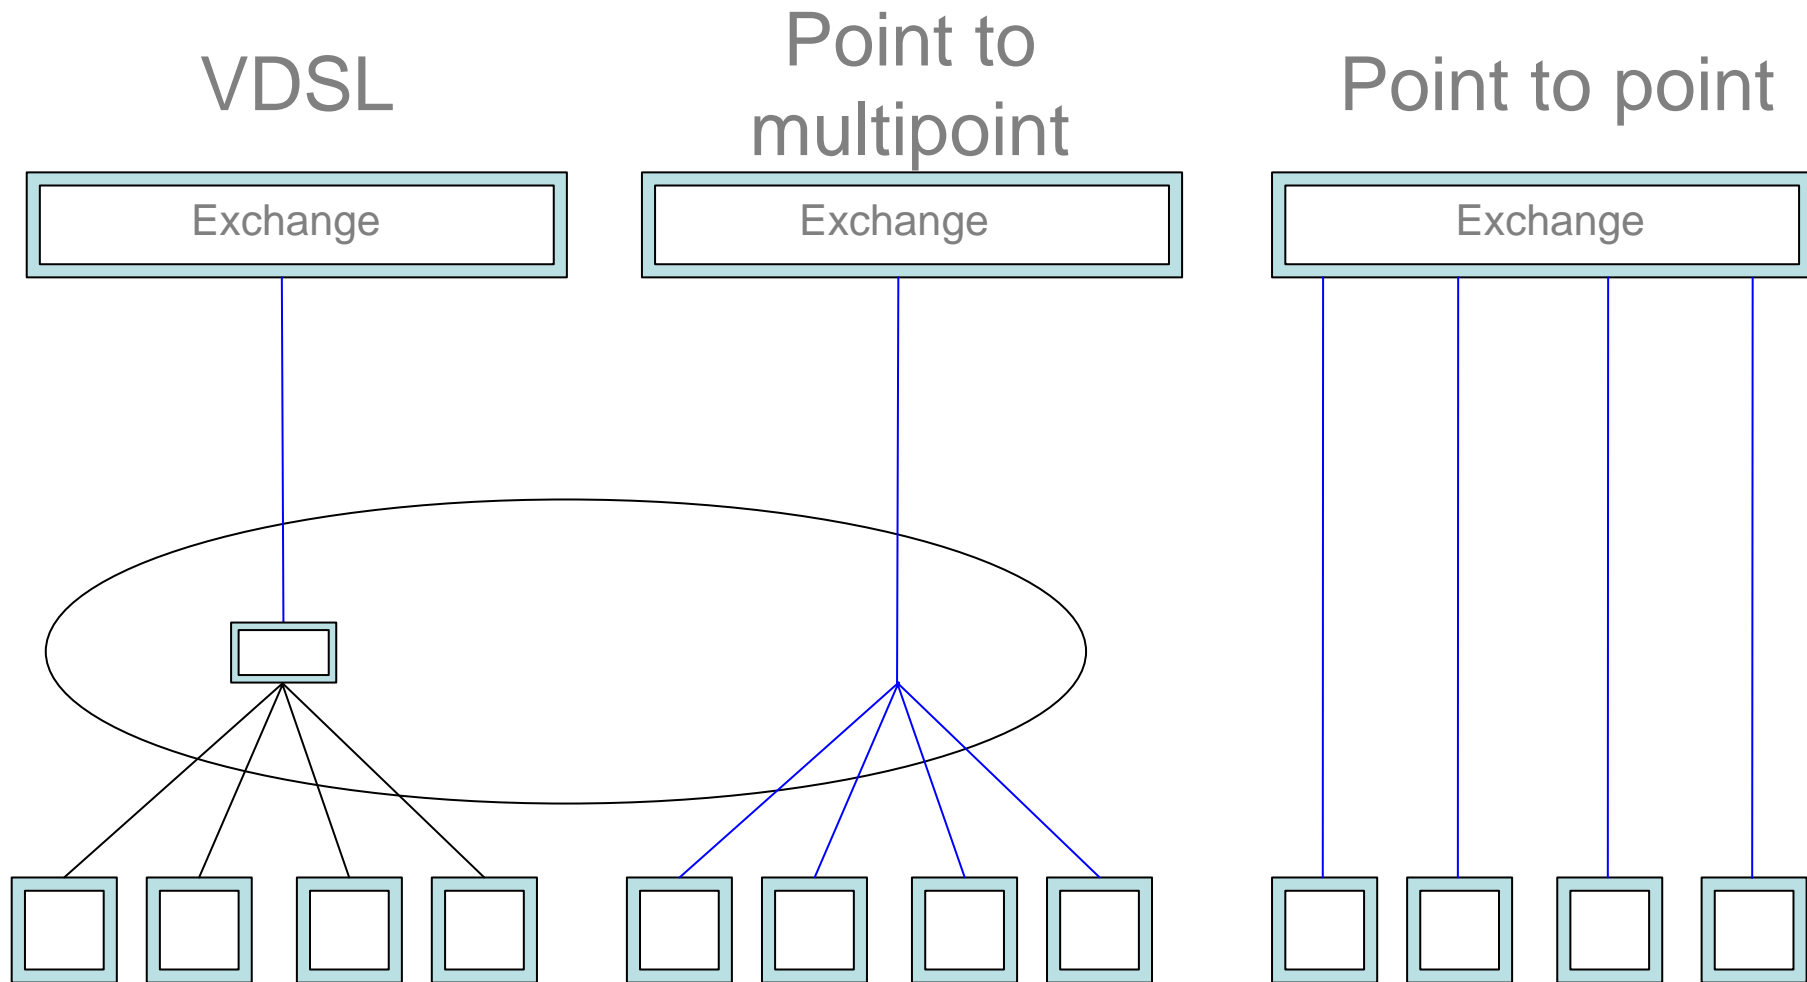 VDSL
Point to
multipoint
Point to point
Exchange
Exchange
Exchange